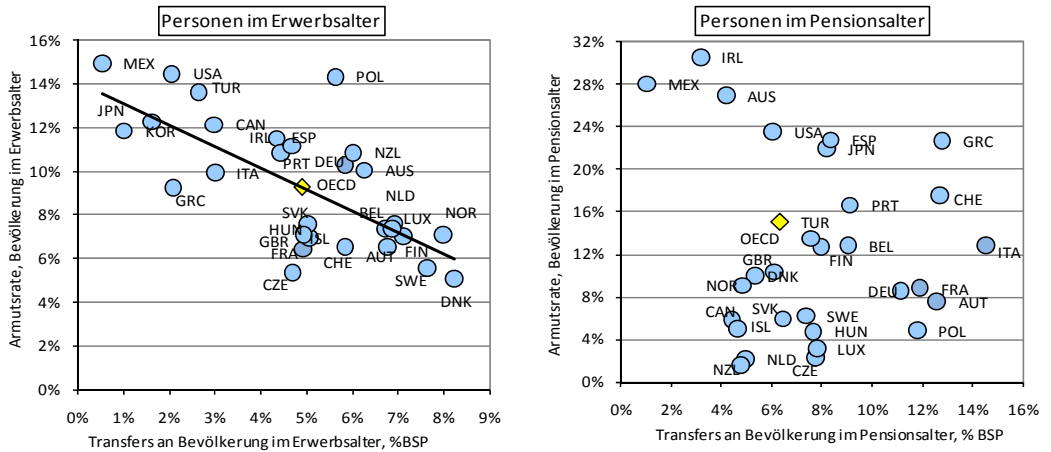 Personen im Erwerbsalter
Armutsrate, Bevölkerung im Erwerbsalter
16%
14%
12%
10%
8%
6%
4%
2%
0%
MEX
USA
POL
TUR
JPN
KOR
CAN
IRL
ESP
PRT
DEU
NZL
AUS
ITA
OECD
GRC
NLD
SVK
BEL
LUX
NOR
HUN
ISL
GBR
FRA
CHE
AUT
FIN
CZE
SWE
DNK
0%
1%
2%
3%
4%
5%
6%
7%
8%
9%
Transfers an Bevölkerung im Erwerbsalter, %BSP
Personen im Pensionsalter
Armutsrate, Bevölkerung im Pensionsalter
32%
28%
24%
20%
16%
12%
8%
4%
0%
IRL
MEX
AUS
USA
ESP
JPN
GRC
CHE
PRT
OECD
TUR
FIN
BEL
ITA
GBR
DNK
NOR
DEU
FRA
AUT
CAN
SVK
SWE
ISL
HUN
POL
LUX
NLD
NZL
CZE
0%
2%
4%
6%
8%
10%
12%
14%
16%
Transfers an Bevölkerung im Pensionsalter, % BSP